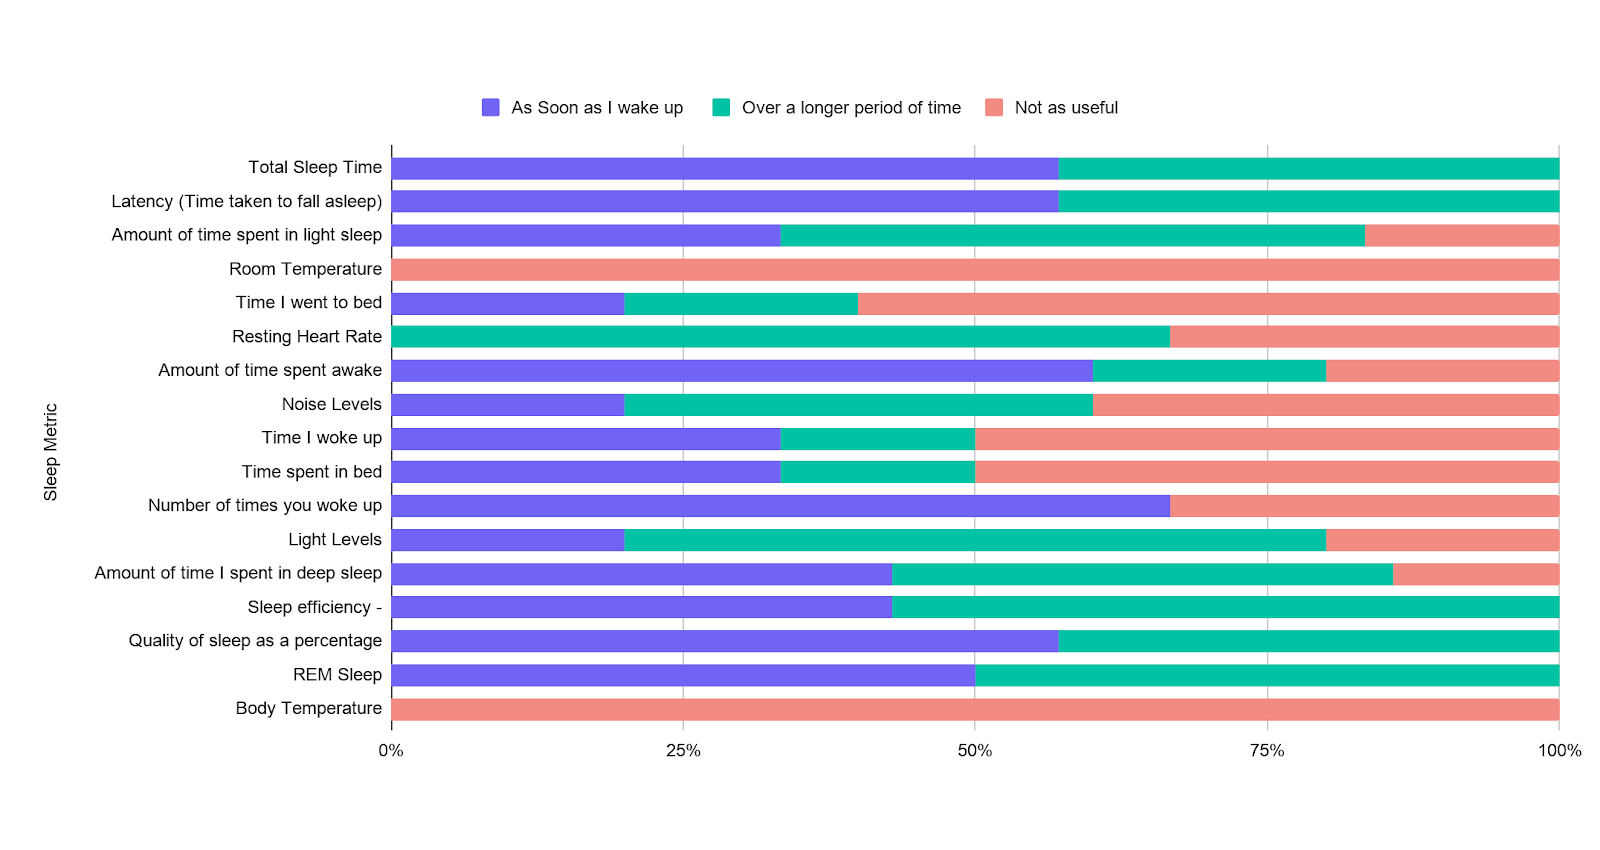 As Soon as I wake up
Over a longer period of time
Not as useful
Total Sleep Time
Latency (Time taken to fall asleep)
Amount of time spent in light sleep
Room Temperature
Time I went to bed
Resting Heart Rate
Amount of time spent awake
Noise Levels
Time I woke up
Time spent in bed
Number of times you woke up
Light Levels
Amount of time I spent in deep sleep
Sleep efficiency -
Quality of sleep as a percentage
REM Sleep
Body Temperature
Sleep Metric
0%
25%
50%
75%
100%